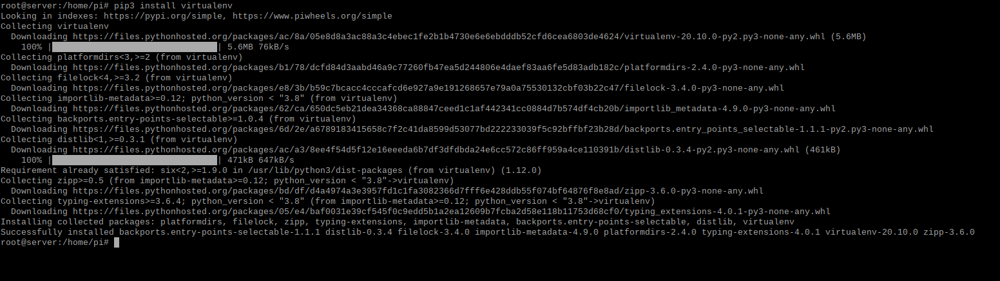 root@server:/home/pi# pip3 install virtualenv
Looking in indexes: https://pypi.org/simple, https://www.piwheels.org/simple
Collecting virtualenv
  Downloading https://files.pythonhosted.org/packages/ac/8a/05e8d8a3ac88a3c4ebec1fe2b1b4730e6e6ebdddb52cfd6cea6803de4624/virtualenv-20.10.0-py2.py3-none-any.whl (5.6MB)
    100% |████████████████████████████████| 5.6MB 76kB/s
Collecting platformdirs<3,>=2 (from virtualenv)
  Downloading https://files.pythonhosted.org/packages/b1/78/dcfd84d3aabd46a9c77260fb47ea5d244806e4daef83aa6fe5d83adb182c/platformdirs-2.4.0-py3-none-any.whl
Collecting filelock<4,>=3.2 (from virtualenv)
  Downloading https://files.pythonhosted.org/packages/e8/3b/b59c7bcacc4cccafcd6e927a9e191268657e79a0a75530132cbf03b22c47/filelock-3.4.0-py3-none-any.whl
Collecting importlib-metadata>=0.12; python_version < "3.8" (from virtualenv)
  Downloading https://files.pythonhosted.org/packages/62/ca/650dc5eb21dea34368ca88847ceed1c1af442341cc0884d7b574df4cb20b/importlib_metadata-4.9.0-py3-none-any.whl
Collecting backports.entry-points-selectable>=1.0.4 (from virtualenv)
  Downloading https://files.pythonhosted.org/packages/6d/2e/a6789183415658c7f2c41da8599d53077bd222233039f5c92bffbf23b28d/backports.entry_points_selectable-1.1.1-py2.py3-none-any.whl
Collecting distlib<1,>=0.3.1 (from virtualenv)
  Downloading https://files.pythonhosted.org/packages/ac/a3/8ee4f54d5f12e16eeeda6b7df3dfdbda24e6cc572c86ff959a4ce110391b/distlib-0.3.4-py2.py3-none-any.whl (461kB)
    100% |████████████████████████████████| 471kB 647kB/s
Requirement already satisfied: six<2,>=1.9.0 in /usr/lib/python3/dist-packages (from virtualenv) (1.12.0)
Collecting zipp>=0.5 (from importlib-metadata>=0.12; python_version < "3.8"->virtualenv)
  Downloading https://files.pythonhosted.org/packages/bd/df/d4a4974a3e3957fd1c1fa3082366d7fff6e428ddb55f074bf64876f8e8ad/zipp-3.6.0-py3-none-any.whl
Collecting typing-extensions>=3.6.4; python_version < "3.8" (from importlib-metadata>=0.12; python_version < "3.8"->virtualenv)
  Downloading https://files.pythonhosted.org/packages/05/e4/baf0031e39cf545f0c9edd5b1a2ea12609b7fcba2d58e118b11753d68cf0/typing_extensions-4.0.1-py3-none-any.whl
Installing collected packages: platformdirs, filelock, zipp, typing-extensions, importlib-metadata, backports.entry-points-selectable, distlib, virtualenv
Successfully installed backports.entry-points-selectable-1.1.1 distlib-0.3.4 filelock-3.4.0 importlib-metadata-4.9.0 platformdirs-2.4.0 typing-extensions-4.0.1 virtualenv-20.10.0 zipp-3.6.0
root@server:/home/pi#